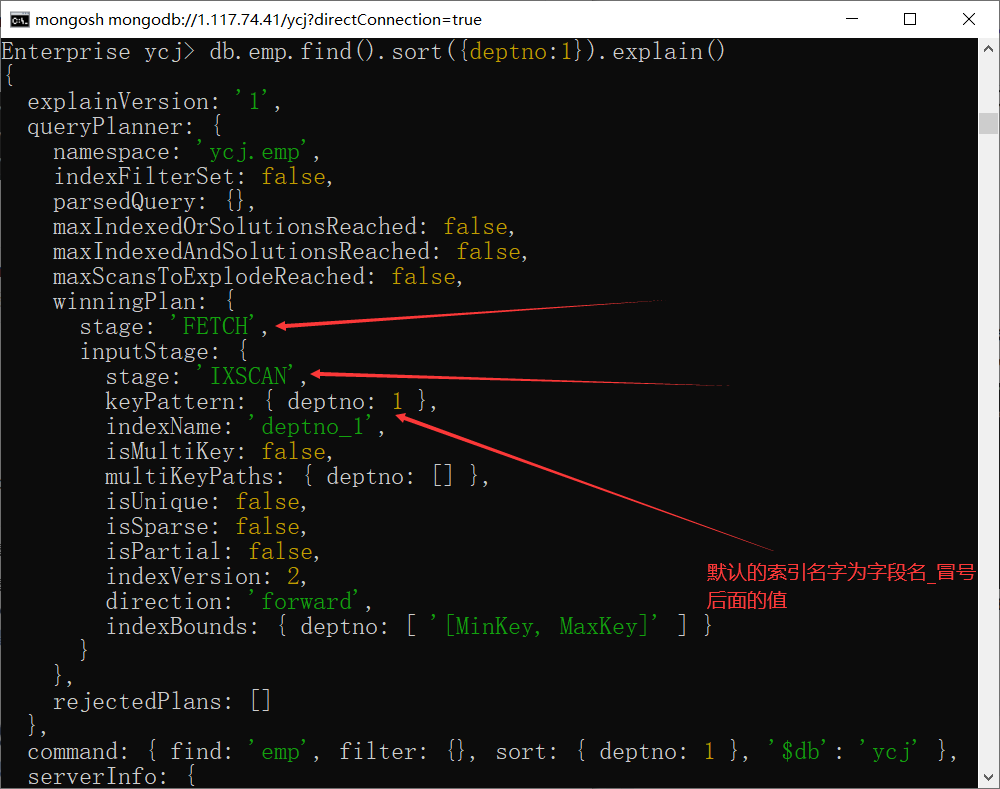 mongosh mongodb://1.117.74.41/ycj?directConnection=true
Enterprise ycj> db.emp.find().sort({deptno:1}).explain()
{
  explainVersion: '1',
  queryPlanner: {
    namespace: 'ycj.emp',
    indexFilterSet: false,
    parsedQuery: {},
    maxIndexedOrSolutionsReached: false,
    maxIndexedAndSolutionsReached: false,
    maxScansToExplodeReached: false,
    winningPlan: {
      stage: 'FETCH',
      inputStage: {
        stage: 'IXSCAN',
        keyPattern: { deptno: 1 },
        indexName: 'deptno_1',
        isMultiKey: false,
        multiKeyPaths: { deptno: [] },
        isUnique: false,
        isSparse: false,
        isPartial: false,
        indexVersion: 2,
        direction: 'forward',
        indexBounds: { deptno: [ '[MinKey, MaxKey]' ] }
      }
    },
    rejectedPlans: []
  },
  command: { find: 'emp', filter: {}, sort: { deptno: 1 }, '$db': 'ycj' },
  serverInfo: {
默认的索引名字为字段名_冒号
后面的值